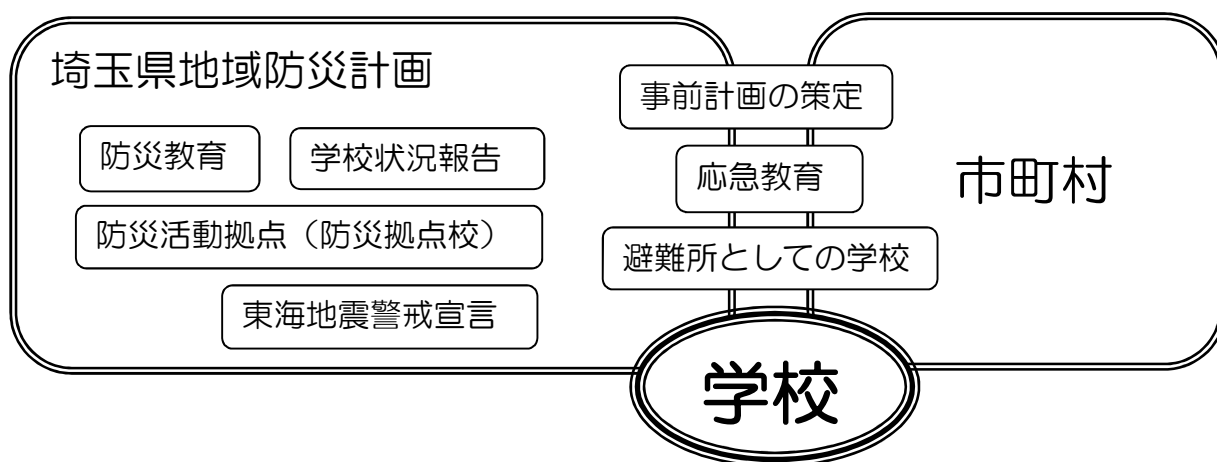 埼玉県地域防災計画
事前計画の策定
防災教育
学校状況報告
応急教育
市町村
防災活動拠点（防災拠点校）
避難所としての学校
東海地震警戒宣言
学校